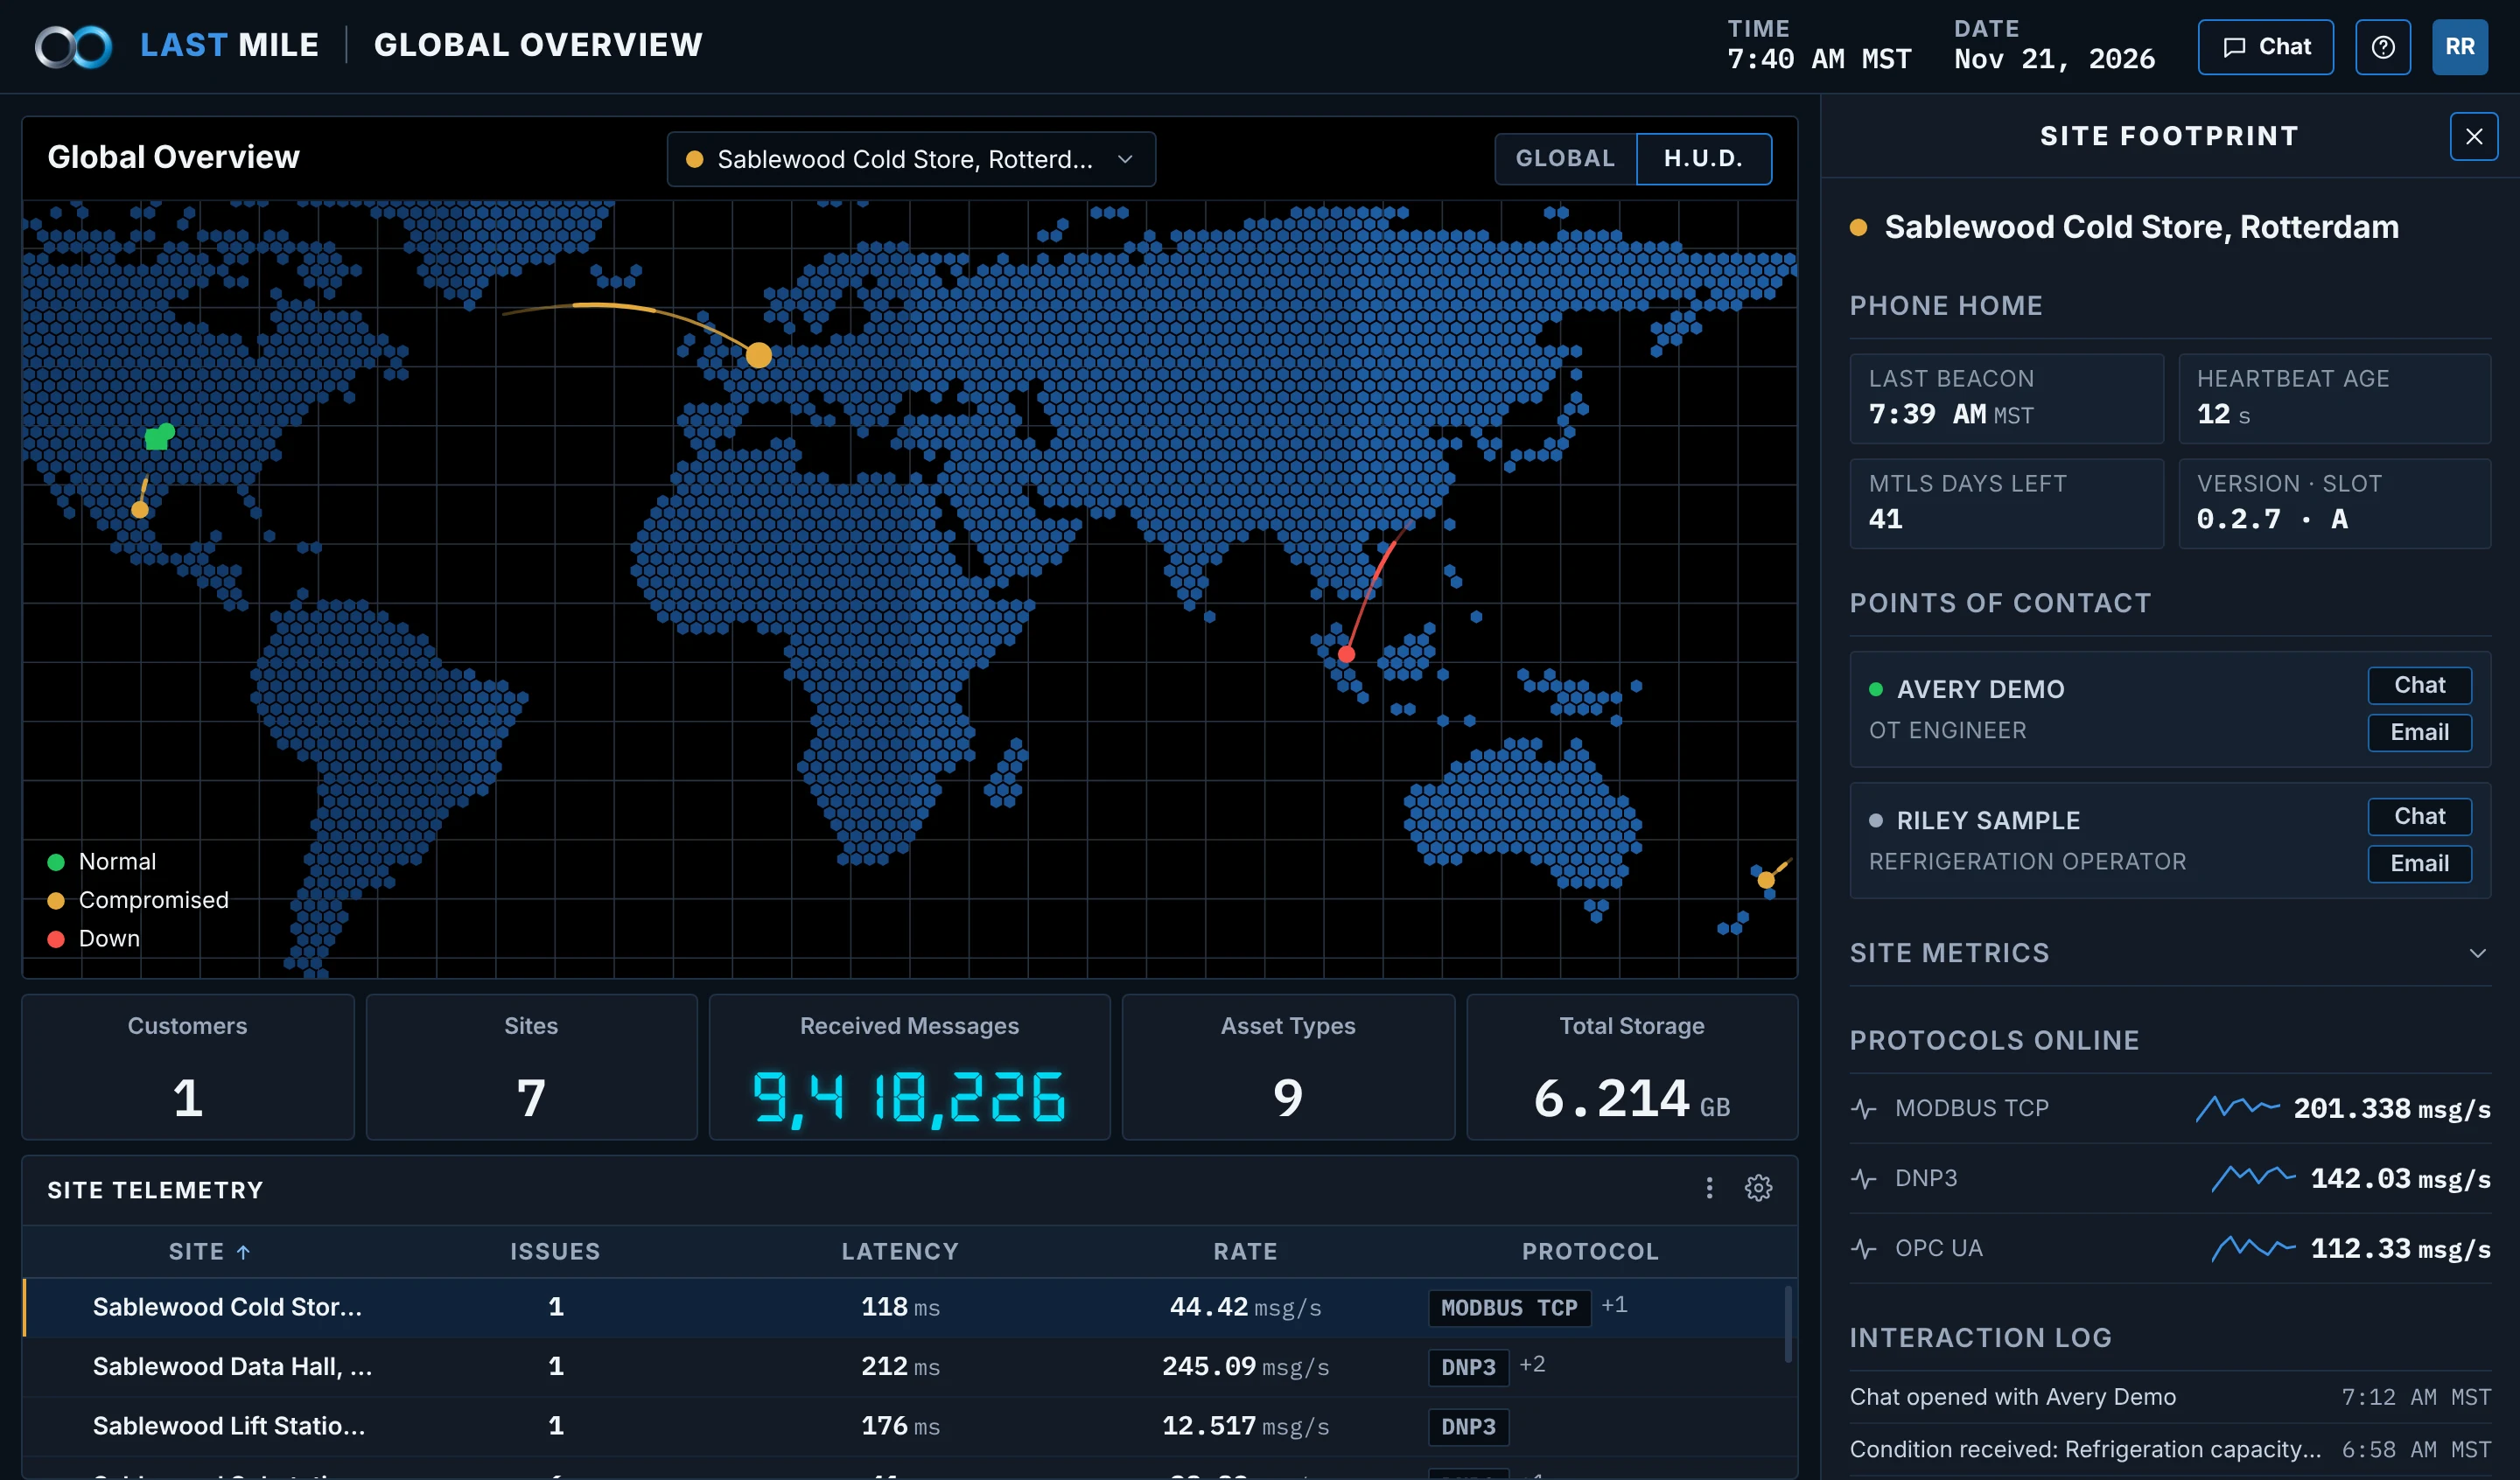 LAST MILE
GLOBAL OVERVIEW
TIME
7:40 AM MST
DATE
Nov 21, 2026
Chat
RR
Global Overview
Sablewood Cold Store, Rotterd...
GLOBAL
H.U.D.
Normal
Compromised
Down
Customers
1
Sites
7
Received Messages
9,418,226
Asset Types
9
Total Storage
6.214 GB
SITE TELEMETRY
SITE ↑ ISSUES LATENCY RATE PROTOCOL
Sablewood Cold Stor... 1 118 ms 44.42 msg/s MODBUS TCP +1
Sablewood Data Hall, ... 1 212 ms 245.09 msg/s DNP3 +2
Sablewood Lift Statio... 1 176 ms 12.517 msg/s DNP3
SITE FOOTPRINT
Sablewood Cold Store, Rotterdam
PHONE HOME
LAST BEACON
7:39 AM MST
HEARTBEAT AGE
12 s
MTLS DAYS LEFT
41
VERSION · SLOT
0.2.7 · A
POINTS OF CONTACT
AVERY DEMO
OT ENGINEER
Chat
Email
RILEY SAMPLE
REFRIGERATION OPERATOR
Chat
Email
SITE METRICS
PROTOCOLS ONLINE
MODBUS TCP 201.338 msg/s
DNP3 142.03 msg/s
OPC UA 112.33 msg/s
INTERACTION LOG
Chat opened with Avery Demo 7:12 AM MST
Condition received: Refrigeration capacity... 6:58 AM MST